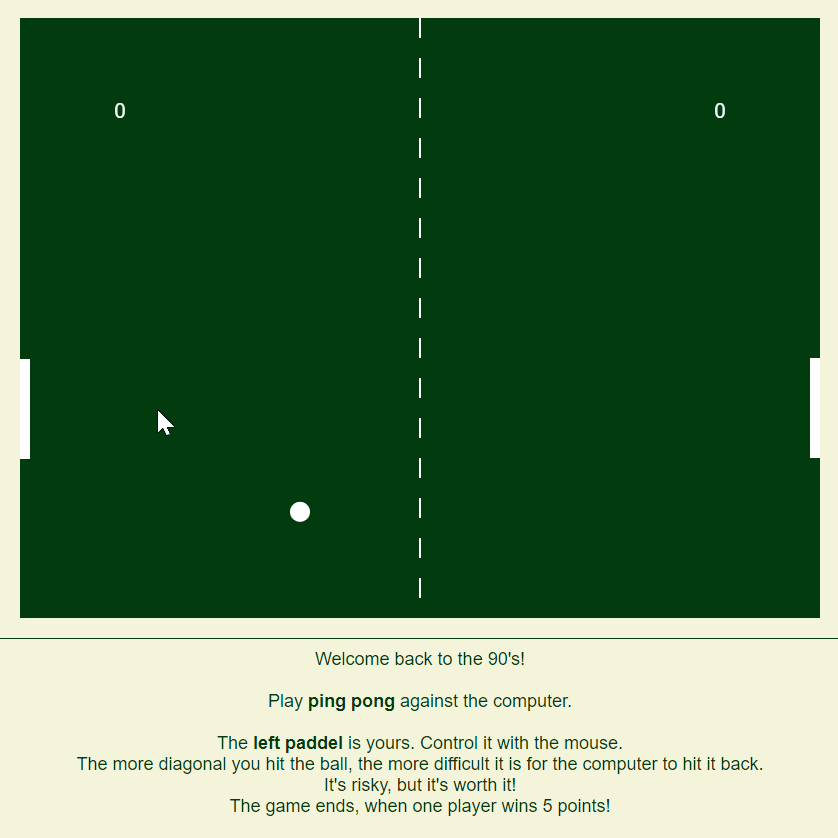 0 0
Welcome back to the 90's!
Play ping pong against the computer.
The left paddel is yours. Control it with the mouse.
The more diagonal you hit the ball, the more difficult it is for the computer to hit it back.
It's risky, but it's worth it!
The game ends, when one player wins 5 points!